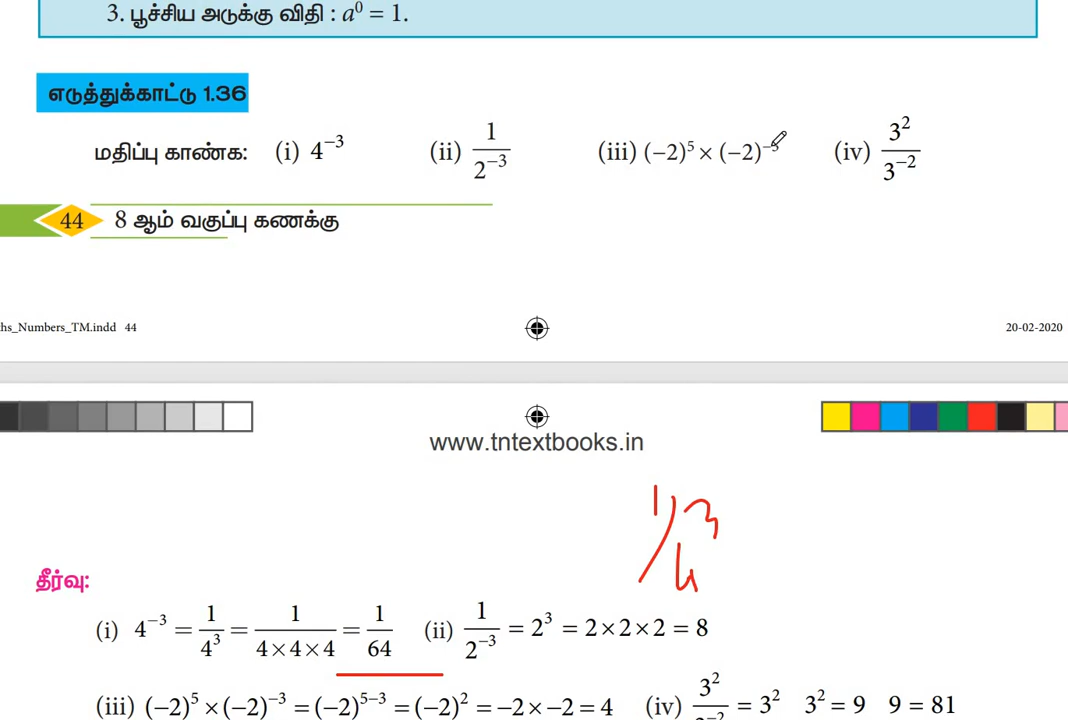 3. பூச்சிய அடுக்கு விதி : a⁰ = 1.
எடுத்துக்காட்டு 1.36
மதிப்பு காண்க: (i) 4⁻³ (ii) 1/2⁻³ (iii) (−2)⁵ × (−2)⁻³ (iv) 3²/3⁻²
44 8 ஆம் வகுப்பு கணக்கு
ths_Numbers_TM.indd 44 20-02-2020
www.tntextbooks.in
1/4 3
தீர்வு:
(i) 4⁻³ = 1/4³ = 1/(4×4×4) = 1/64 (ii) 1/2⁻³ = 2³ = 2×2×2 = 8
(iii) (−2)⁵ × (−2)⁻³ = (−2)⁵⁻³ = (−2)² = −2 × −2 = 4 (iv) 3²/3⁻² = 3² 3² = 9 9 = 81